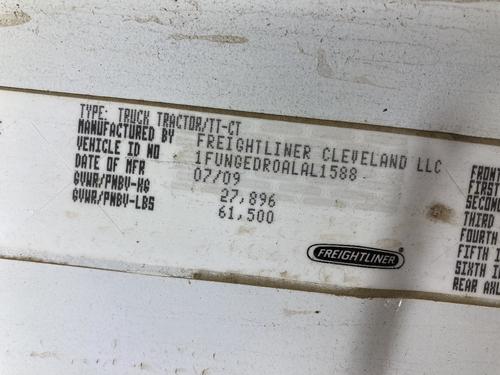 TYPE: TRUCK TRACTOR/TT-CT
MANUFACTURED BY FREIGHTLINER CLEVELAND LLC
VEHICLE ID NO 1FUNGEDR0ALAL1588
DATE OF MFR 07/09
GVWR/PNBV-KG 27,896
GVWR/PNBV-LBS 61,500
FREIGHTLINER
FRONT
FIRST
SECOND
THIRD
FOURTH
FIFTH I
SIXTH I
REAR AXL